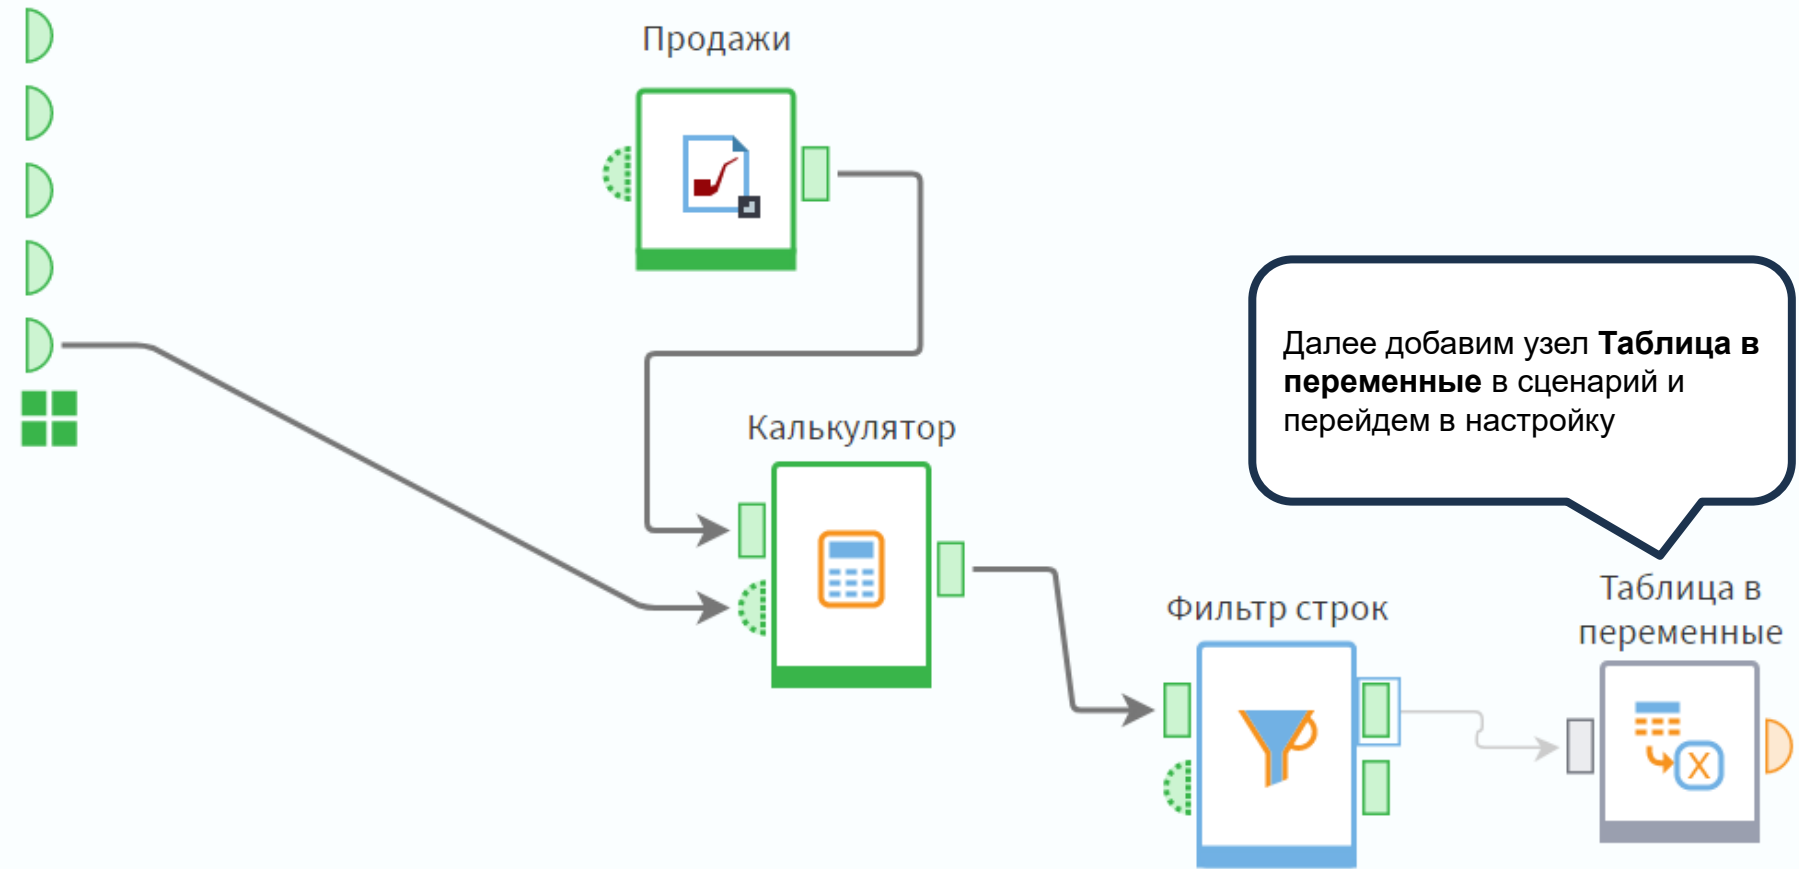 Продажи
Далее добавим узел Таблица в
переменные в сценарий и
перейдем в настройку
Калькулятор
Фильтр строк
Таблица в
переменные
X